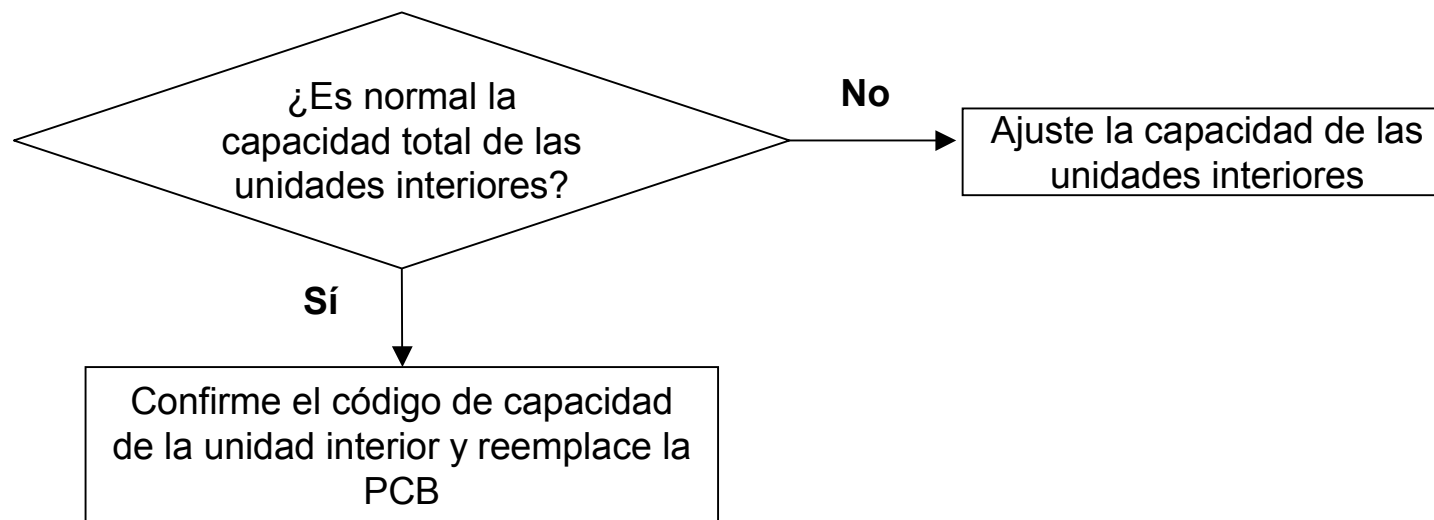 ¿Es normal la
capacidad total de las
unidades interiores?
No
Ajuste la capacidad de las
unidades interiores
Sí
Confirme el código de capacidad
de la unidad interior y reemplace la
PCB